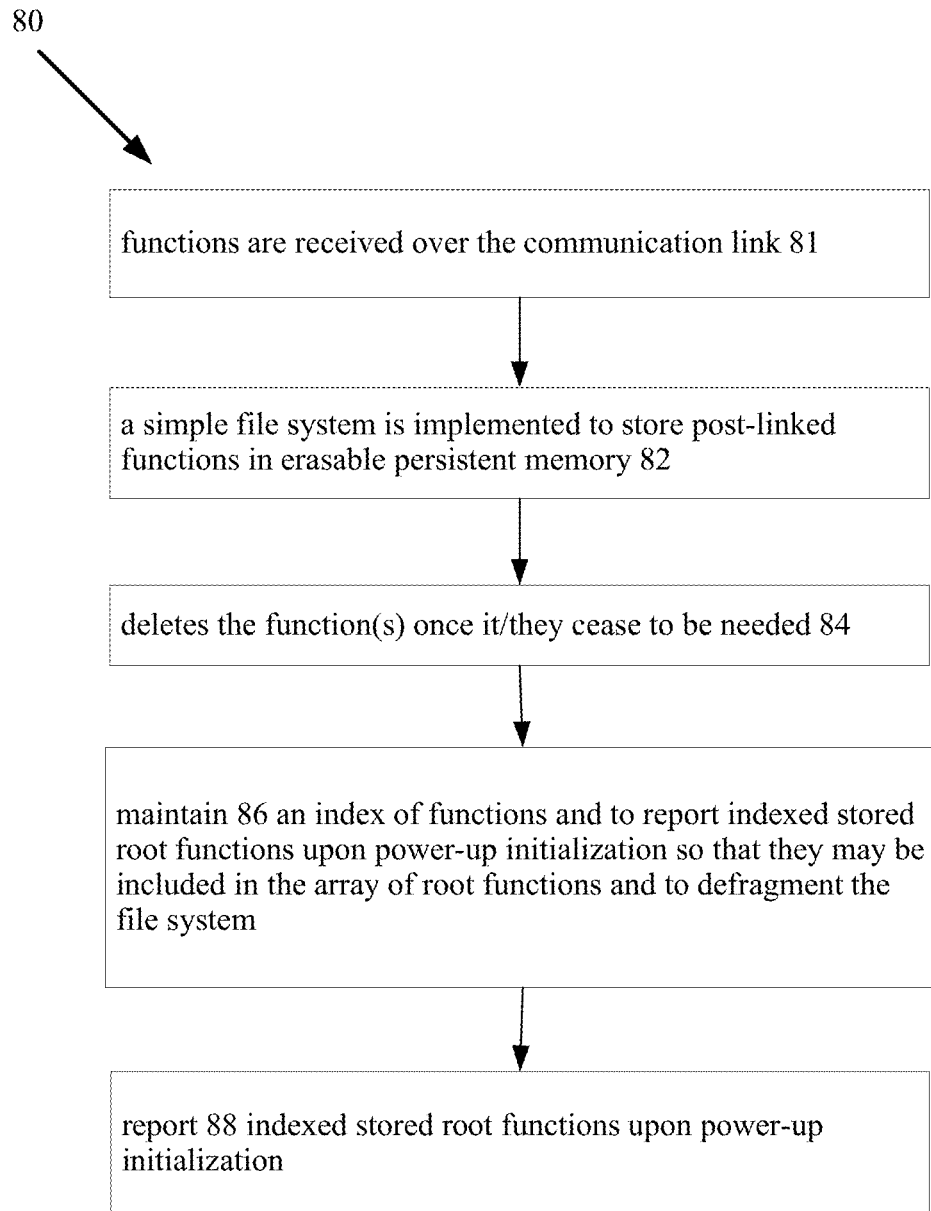 80
functions are received over the communication link 81
a simple file system is implemented to store post-linked
functions in erasable persistent memory 82
deletes the function(s) once it/they cease to be needed 84
maintain 86 an index of functions and to report indexed stored
root functions upon power-up initialization so that they may be
included in the array of root functions and to defragment the
file system
report 88 indexed stored root functions upon power-up
initialization